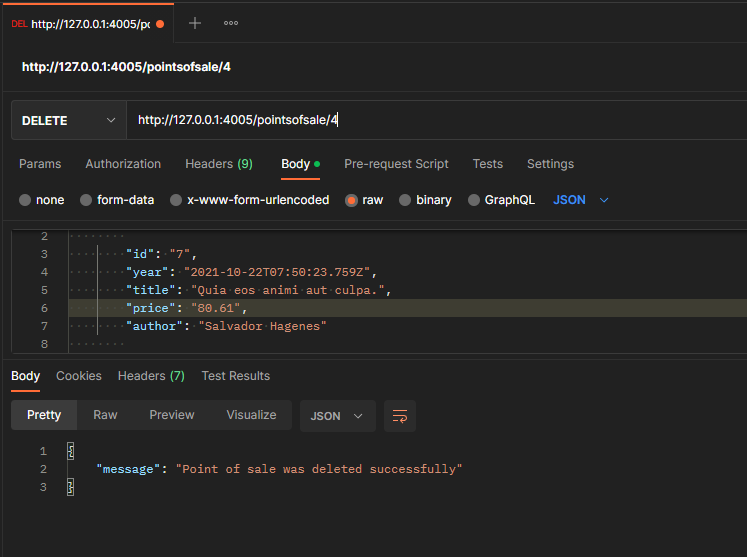 DEL http://127.0.0.1:4005/po
http://127.0.0.1:4005/pointsofsale/4
DELETE http://127.0.0.1:4005/pointsofsale/4
Params Authorization Headers (9) Body Pre-request Script Tests Settings
none form-data x-www-form-urlencoded raw binary GraphQL JSON
2
3 "id": "7",
4 "year": "2021-10-22T07:50:23.759Z",
5 "title": "Quia eos animi aut culpa.",
6 "price": "80.61",
7 "author": "Salvador Hagenes"
8
Body Cookies Headers (7) Test Results
Pretty Raw Preview Visualize JSON
1 {
2 "message": "Point of sale was deleted successfully"
3 }